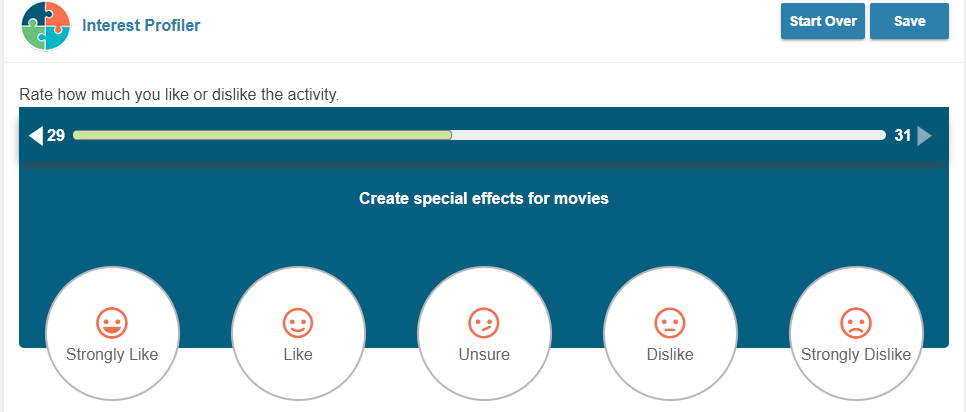 Interest Profiler
Start Over
Save
Rate how much you like or dislike the activity.
29
31
Create special effects for movies
Strongly Like
Like
Unsure
Dislike
Strongly Dislike